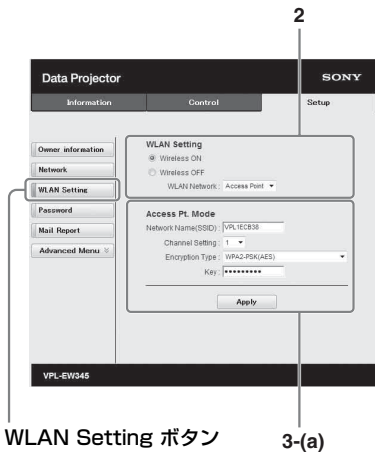 2
Data Projector
SONY
Information
Control
Setup
Owner information
Network
WLAN Setting
Password
Mail Report
Advanced Menu
WLAN Setting
Wireless ON
Wireless OFF
WLAN Network: Access Point
Access Pt. Mode
Network Name(SSID): VPL1ECB38
Channel Setting: 1
Encryption Type: WPA2-PSK(AES)
Key: •••••••••
Apply
VPL-EW345
WLAN Setting ボタン
3-(a)